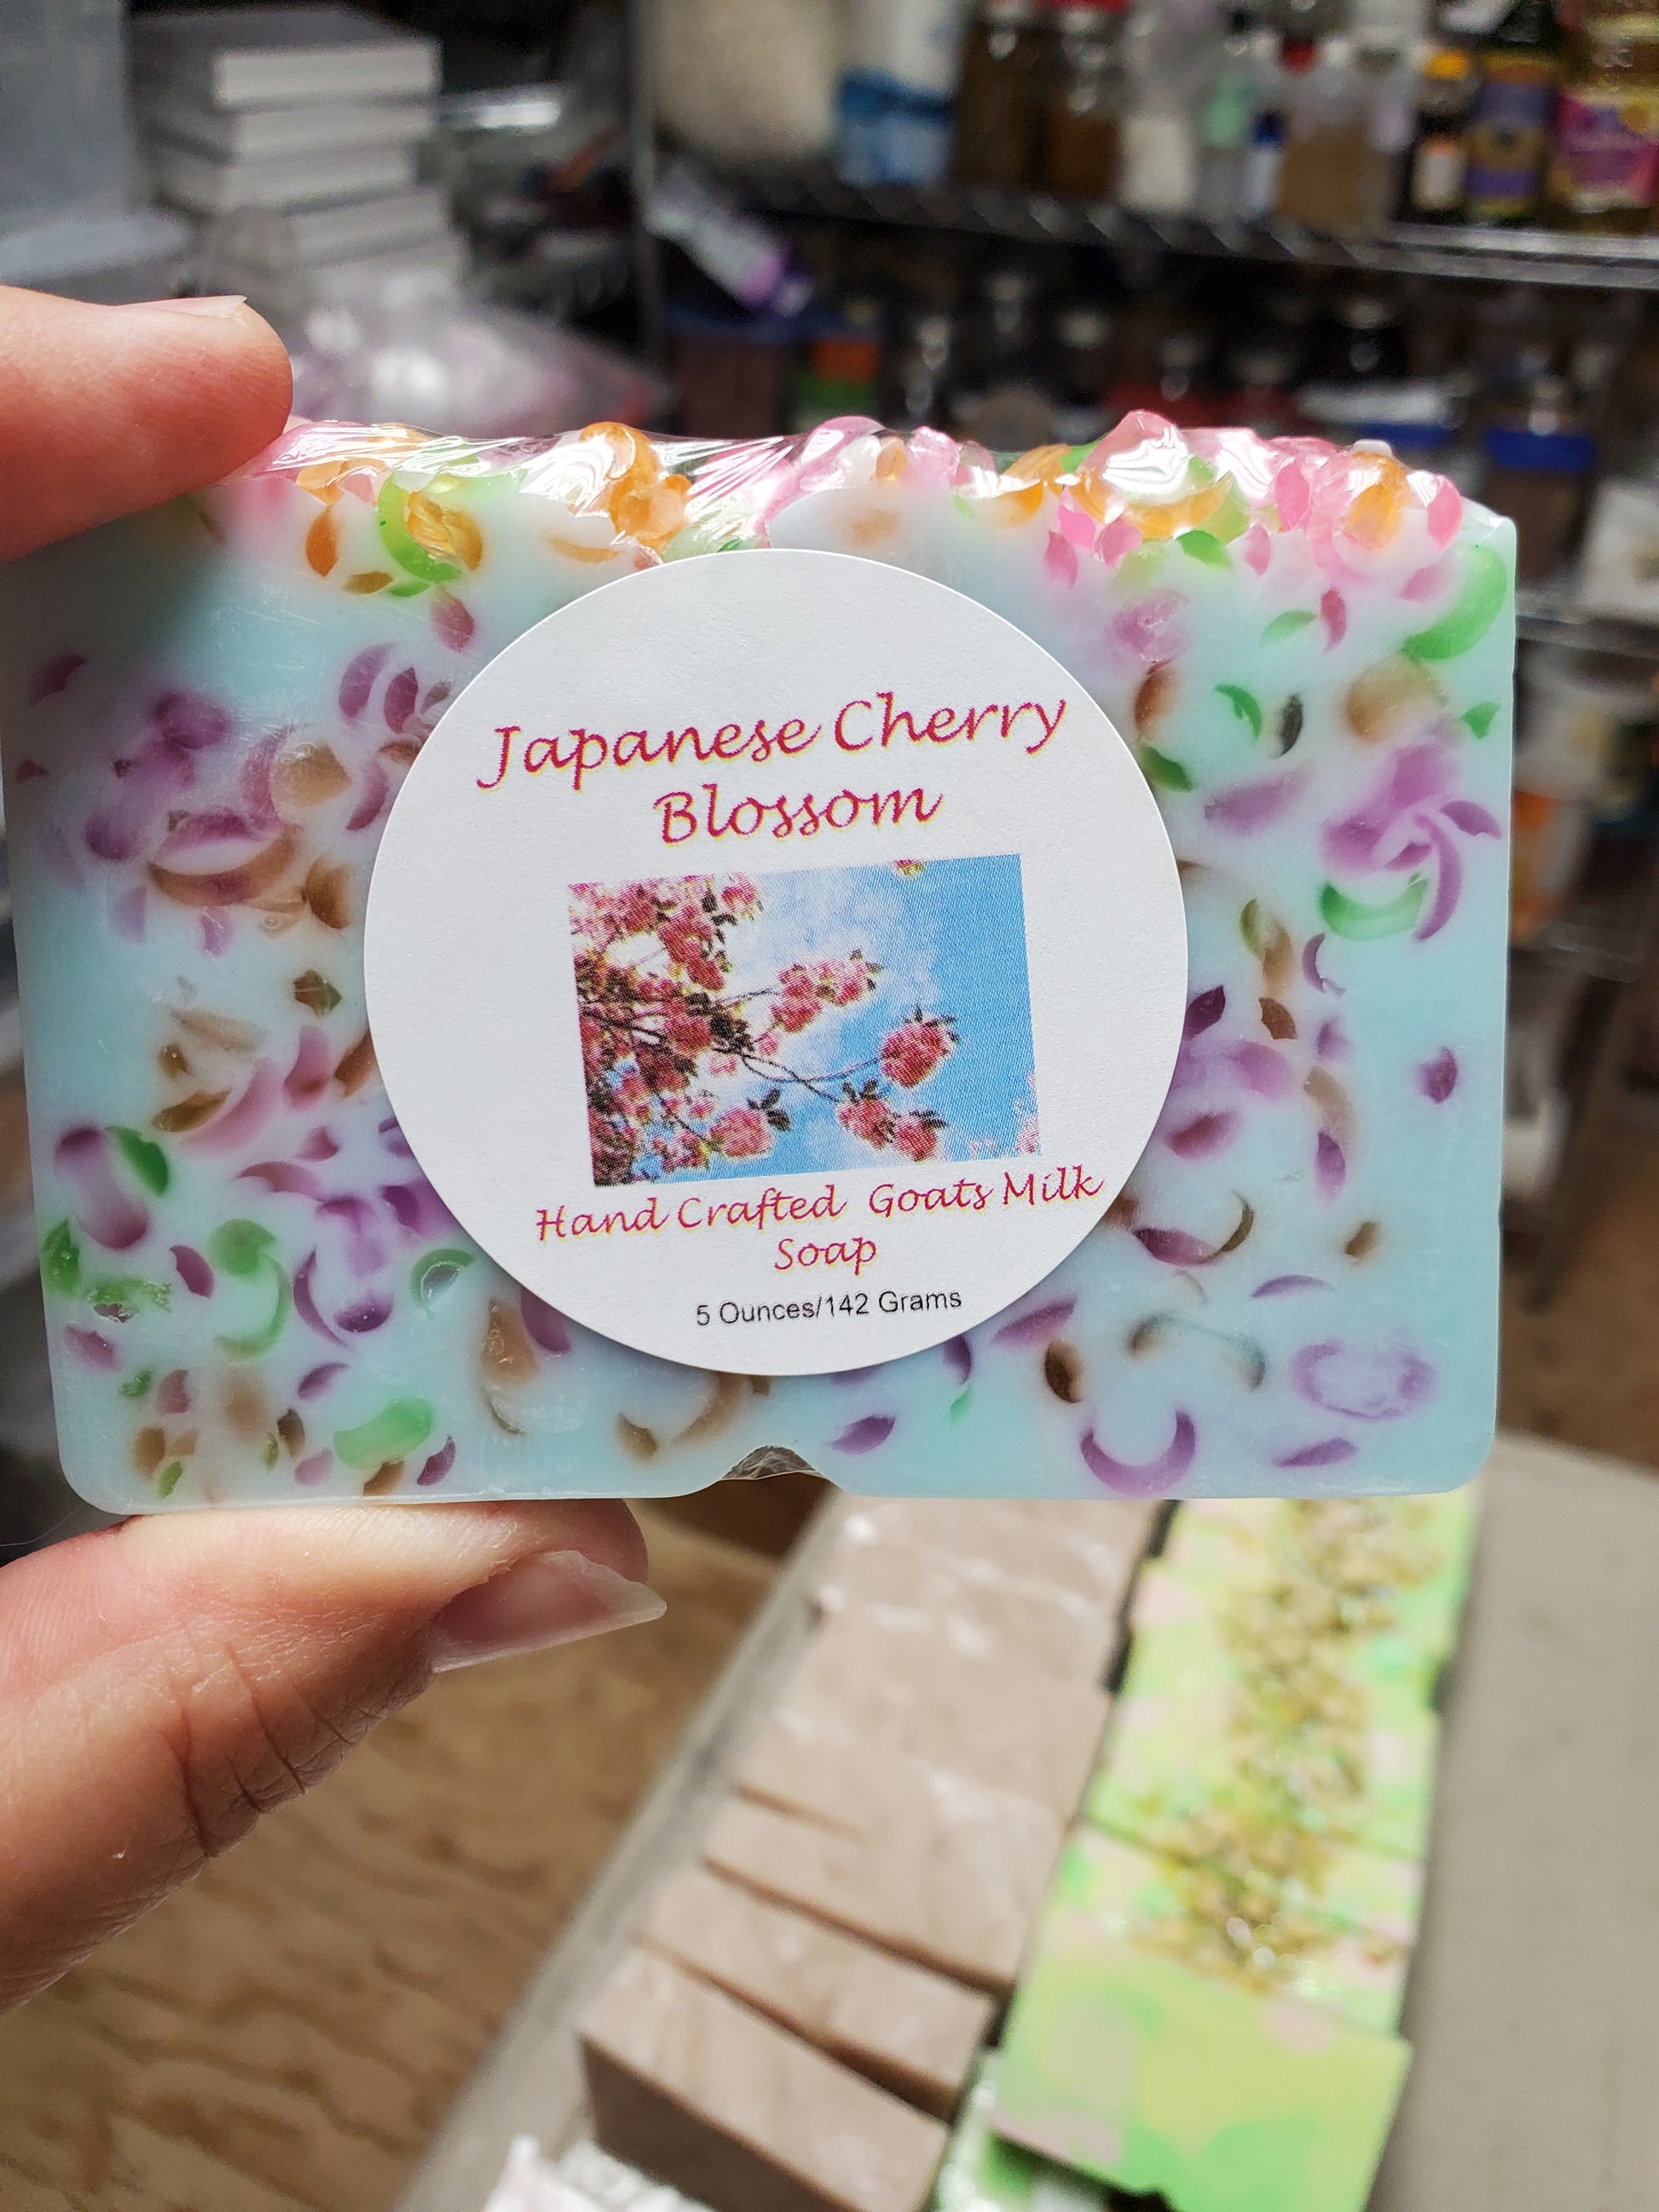 Japanese Cherry
Blossom
Hand Crafted Goats Milk
Soap
5 Ounces/142 Grams